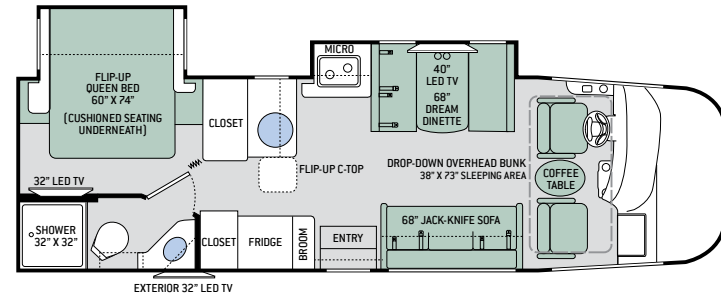 MICRO
FLIP-UP
QUEEN BED
60" X 74"
(CUSHIONED SEATING
UNDERNEATH)
CLOSET
40"
LED TV
68"
DREAM
DINETTE
FLIP-UP C-TOP
DROP-DOWN OVERHEAD BUNK
38" X 73" SLEEPING AREA
COFFEE
TABLE
32" LED TV
SHOWER
32" X 32"
CLOSET
FRIDGE
BROOM
ENTRY
68" JACK-KNIFE SOFA
EXTERIOR 32" LED TV